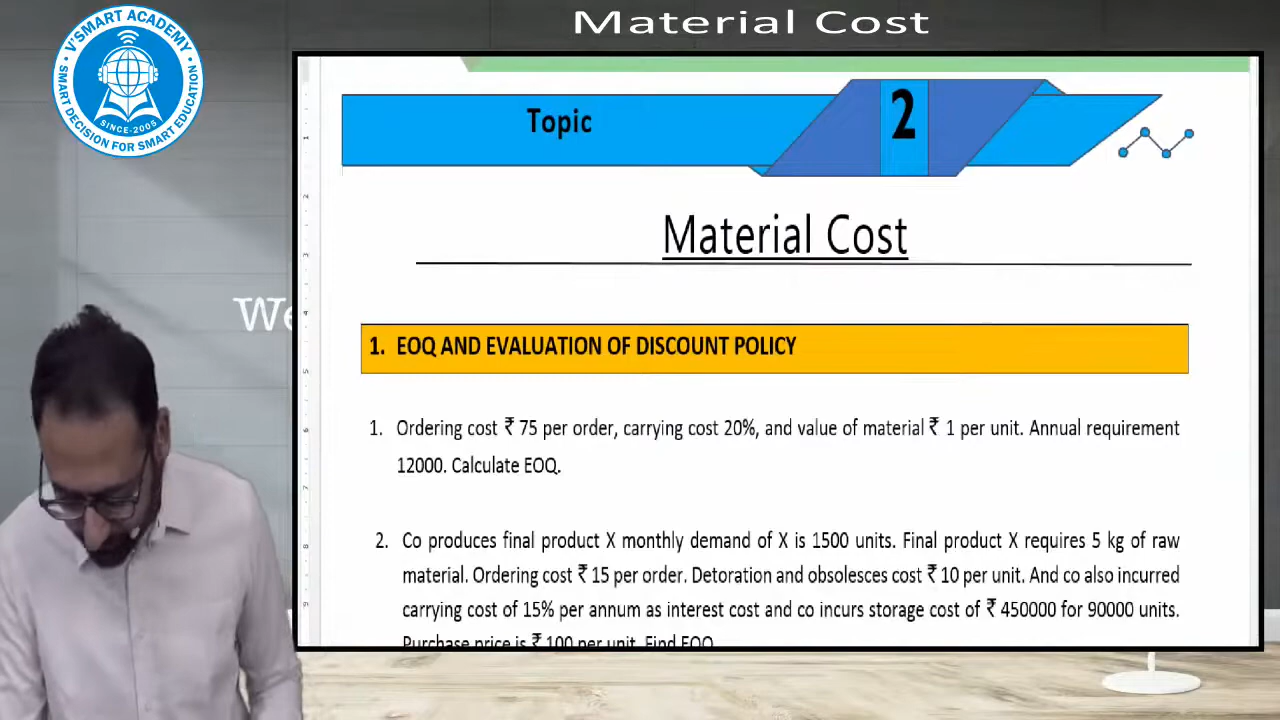 Material Cost
V'SMART ACADEMY
SINCE-2005
SMART DECISION FOR SMART EDUCATION
Topic
2
Material Cost
We
1. EOQ AND EVALUATION OF DISCOUNT POLICY
1. Ordering cost ₹ 75 per order, carrying cost 20%, and value of material ₹ 1 per unit. Annual requirement
12000. Calculate EOQ.
2. Co produces final product X monthly demand of X is 1500 units. Final product X requires 5 kg of raw
material. Ordering cost ₹ 15 per order. Detoration and obsolesces cost ₹ 10 per unit. And co also incurred
carrying cost of 15% per annum as interest cost and co incurs storage cost of ₹ 450000 for 90000 units.
Purchase price is ₹ 100 per unit. Find EOQ